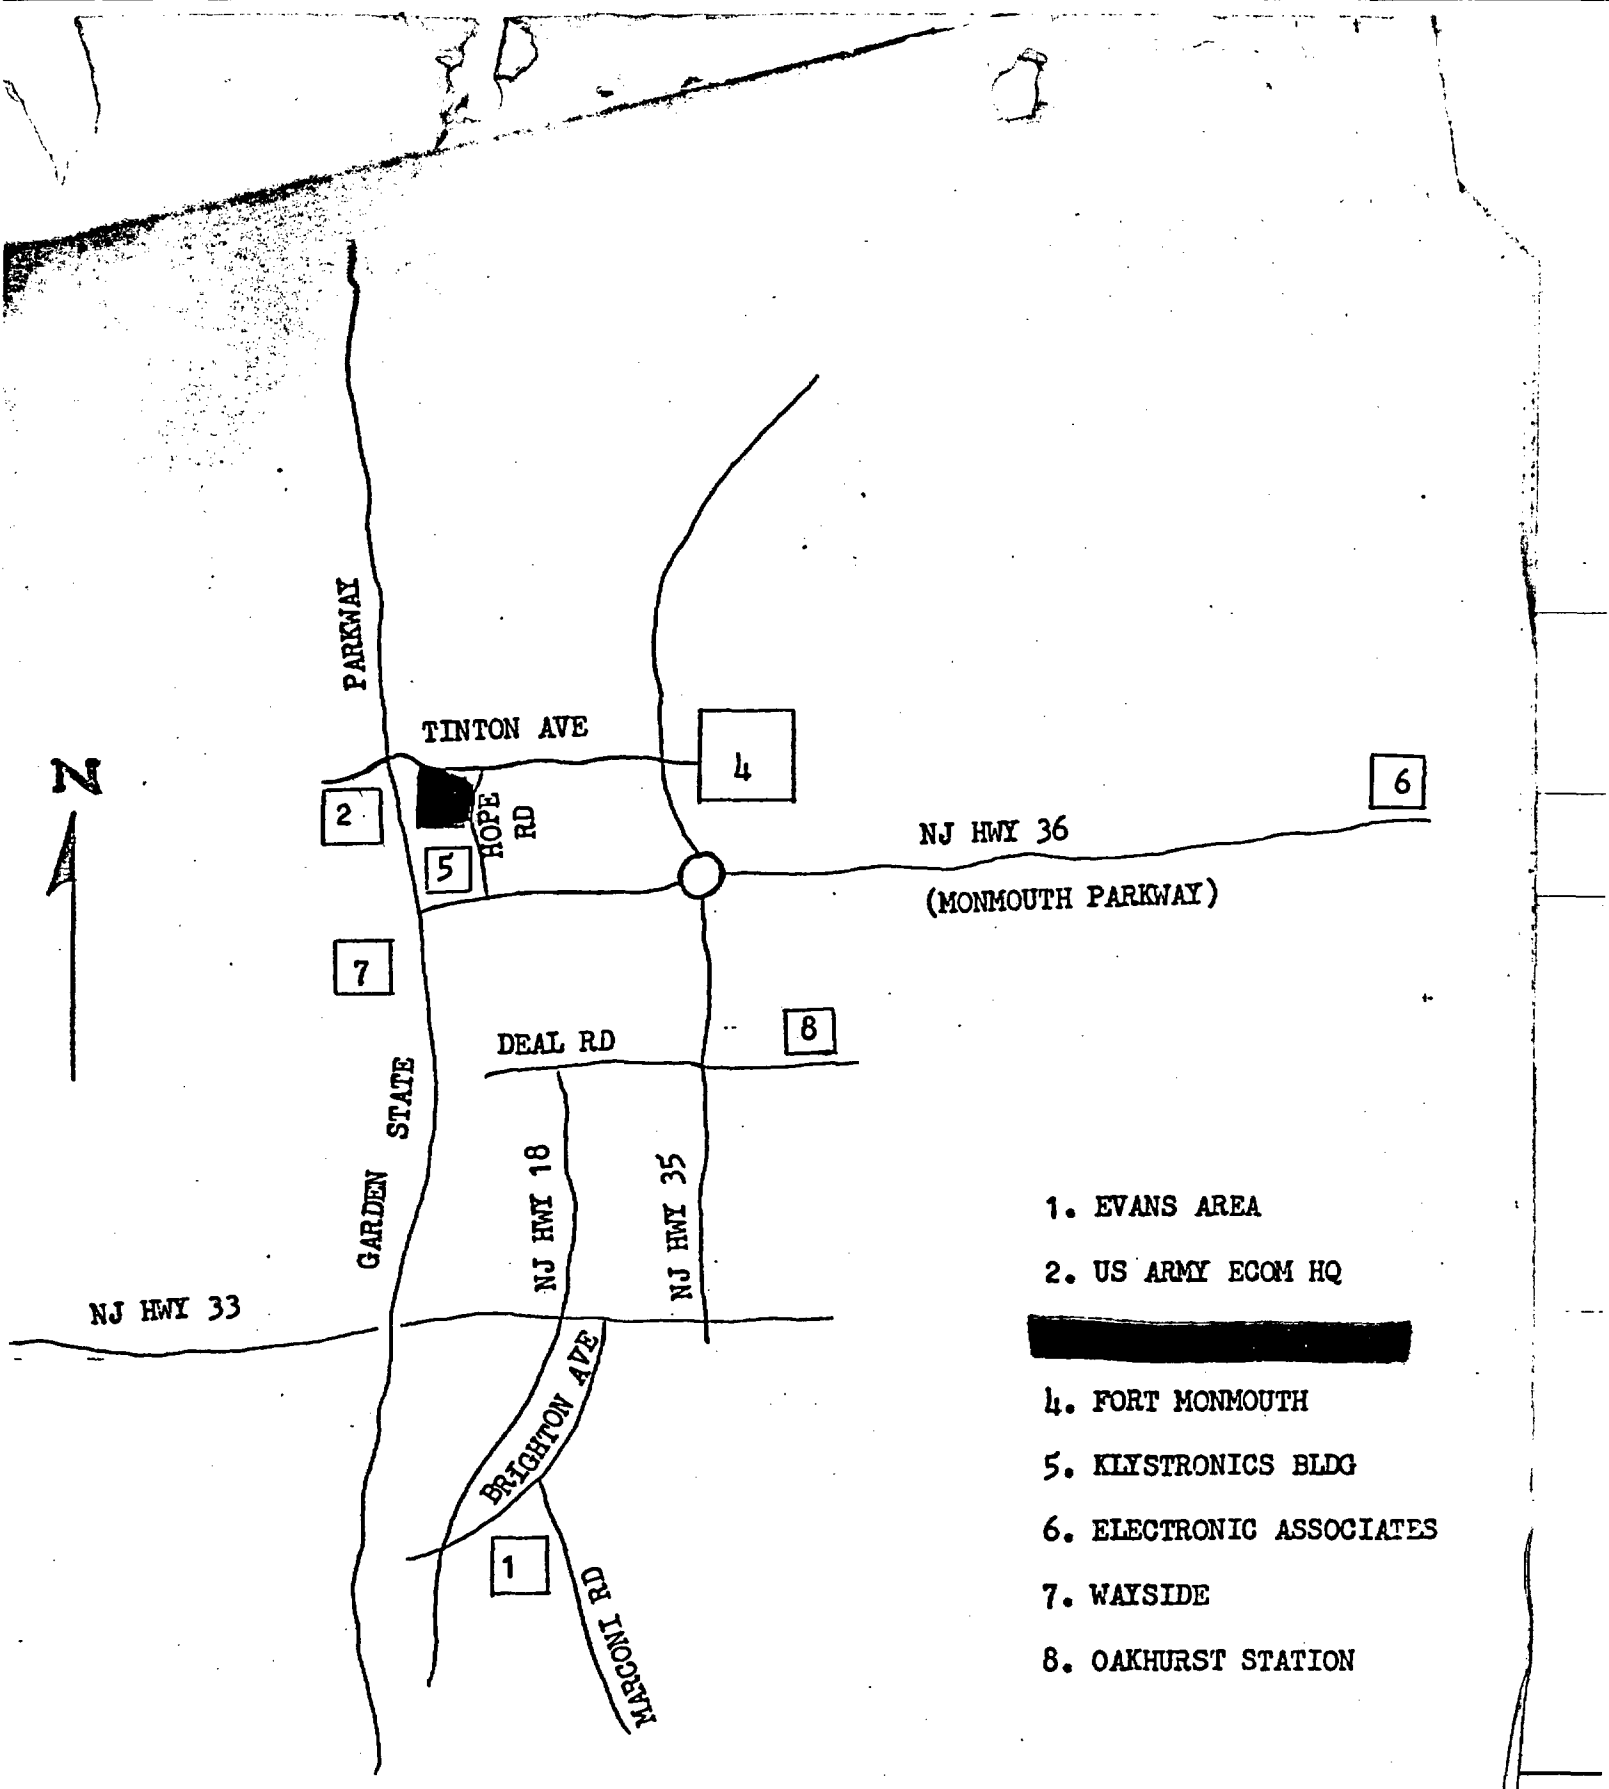 PARKWAY
TINTON AVE
4
N
2
HOPE
RD
5
6
NJ HWY 36
(MONMOUTH PARKWAY)
7
8
DEAL RD
STATE
GARDEN
NJ HWY 18
NJ HWY 35
NJ HWY 33
BRIGHTON AVE
1
MARCONI RD
1. EVANS AREA
2. US ARMY ECOM HQ
4. FORT MONMOUTH
5. KLYSTRONICS BLDG
6. ELECTRONIC ASSOCIATES
7. WAYSIDE
8. OAKHURST STATION